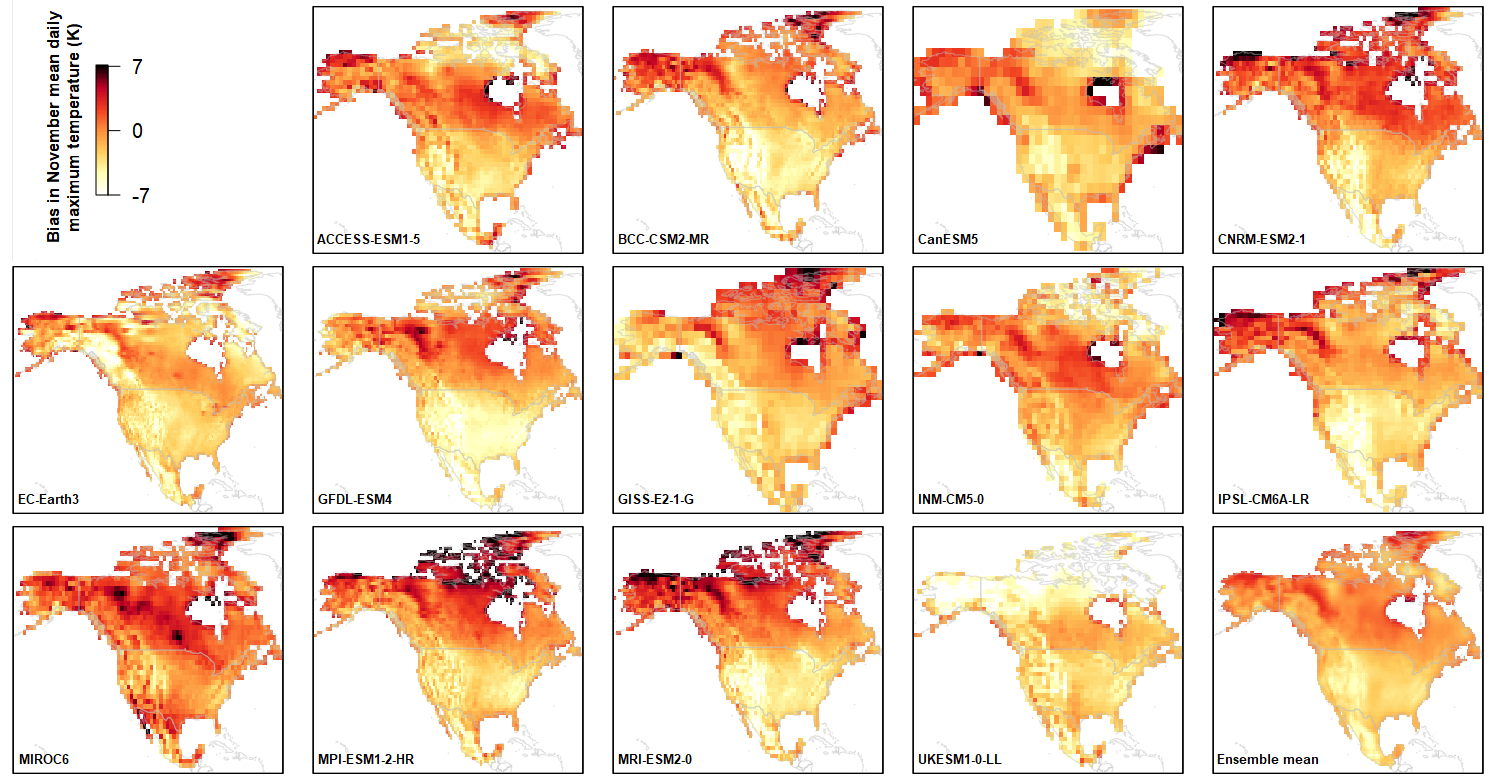 Bias in November mean daily
maximum temperature (K)
7
0
-7
ACCESS-ESM1-5
BCC-CSM2-MR
CanESM5
CNRM-ESM2-1
EC-Earth3
GFDL-ESM4
GISS-E2-1-G
INM-CM5-0
IPSL-CM6A-LR
MIROC6
MPI-ESM1-2-HR
MRI-ESM2-0
UKESM1-0-LL
Ensemble mean